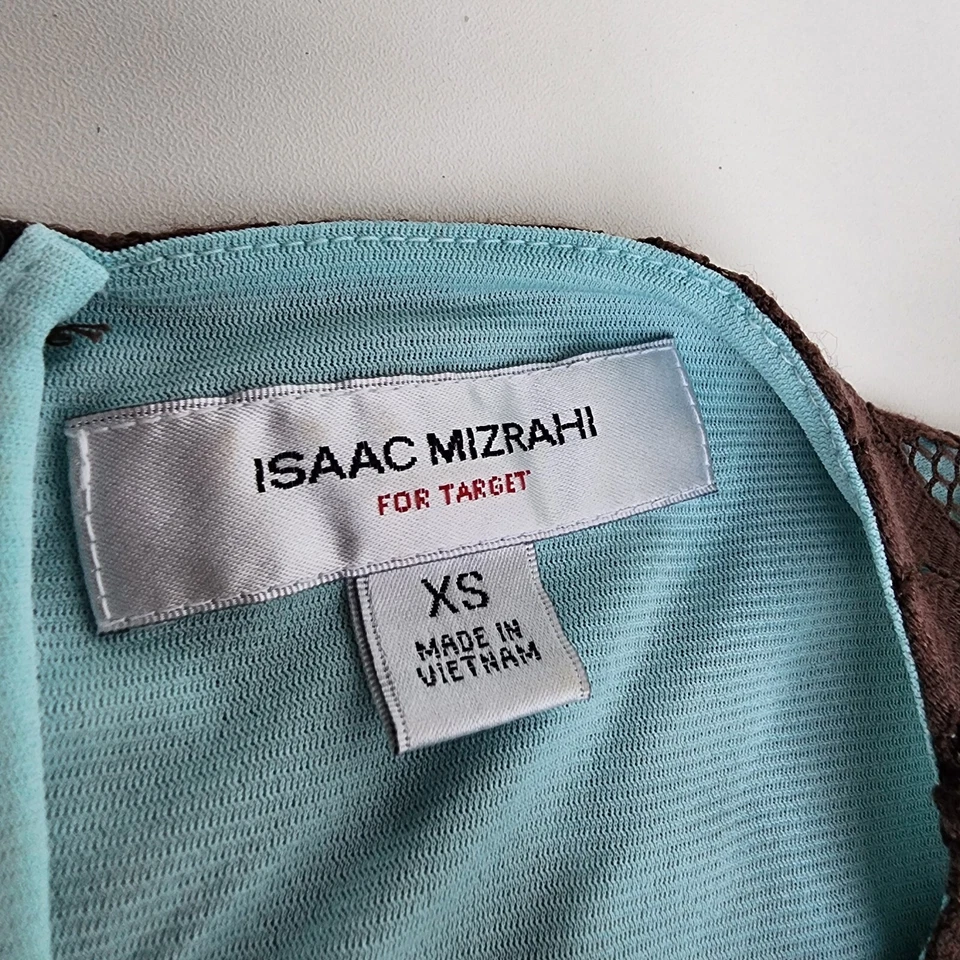 ISAAC MIZRAHI
FOR TARGET
XS
MADE IN
VIETNAM